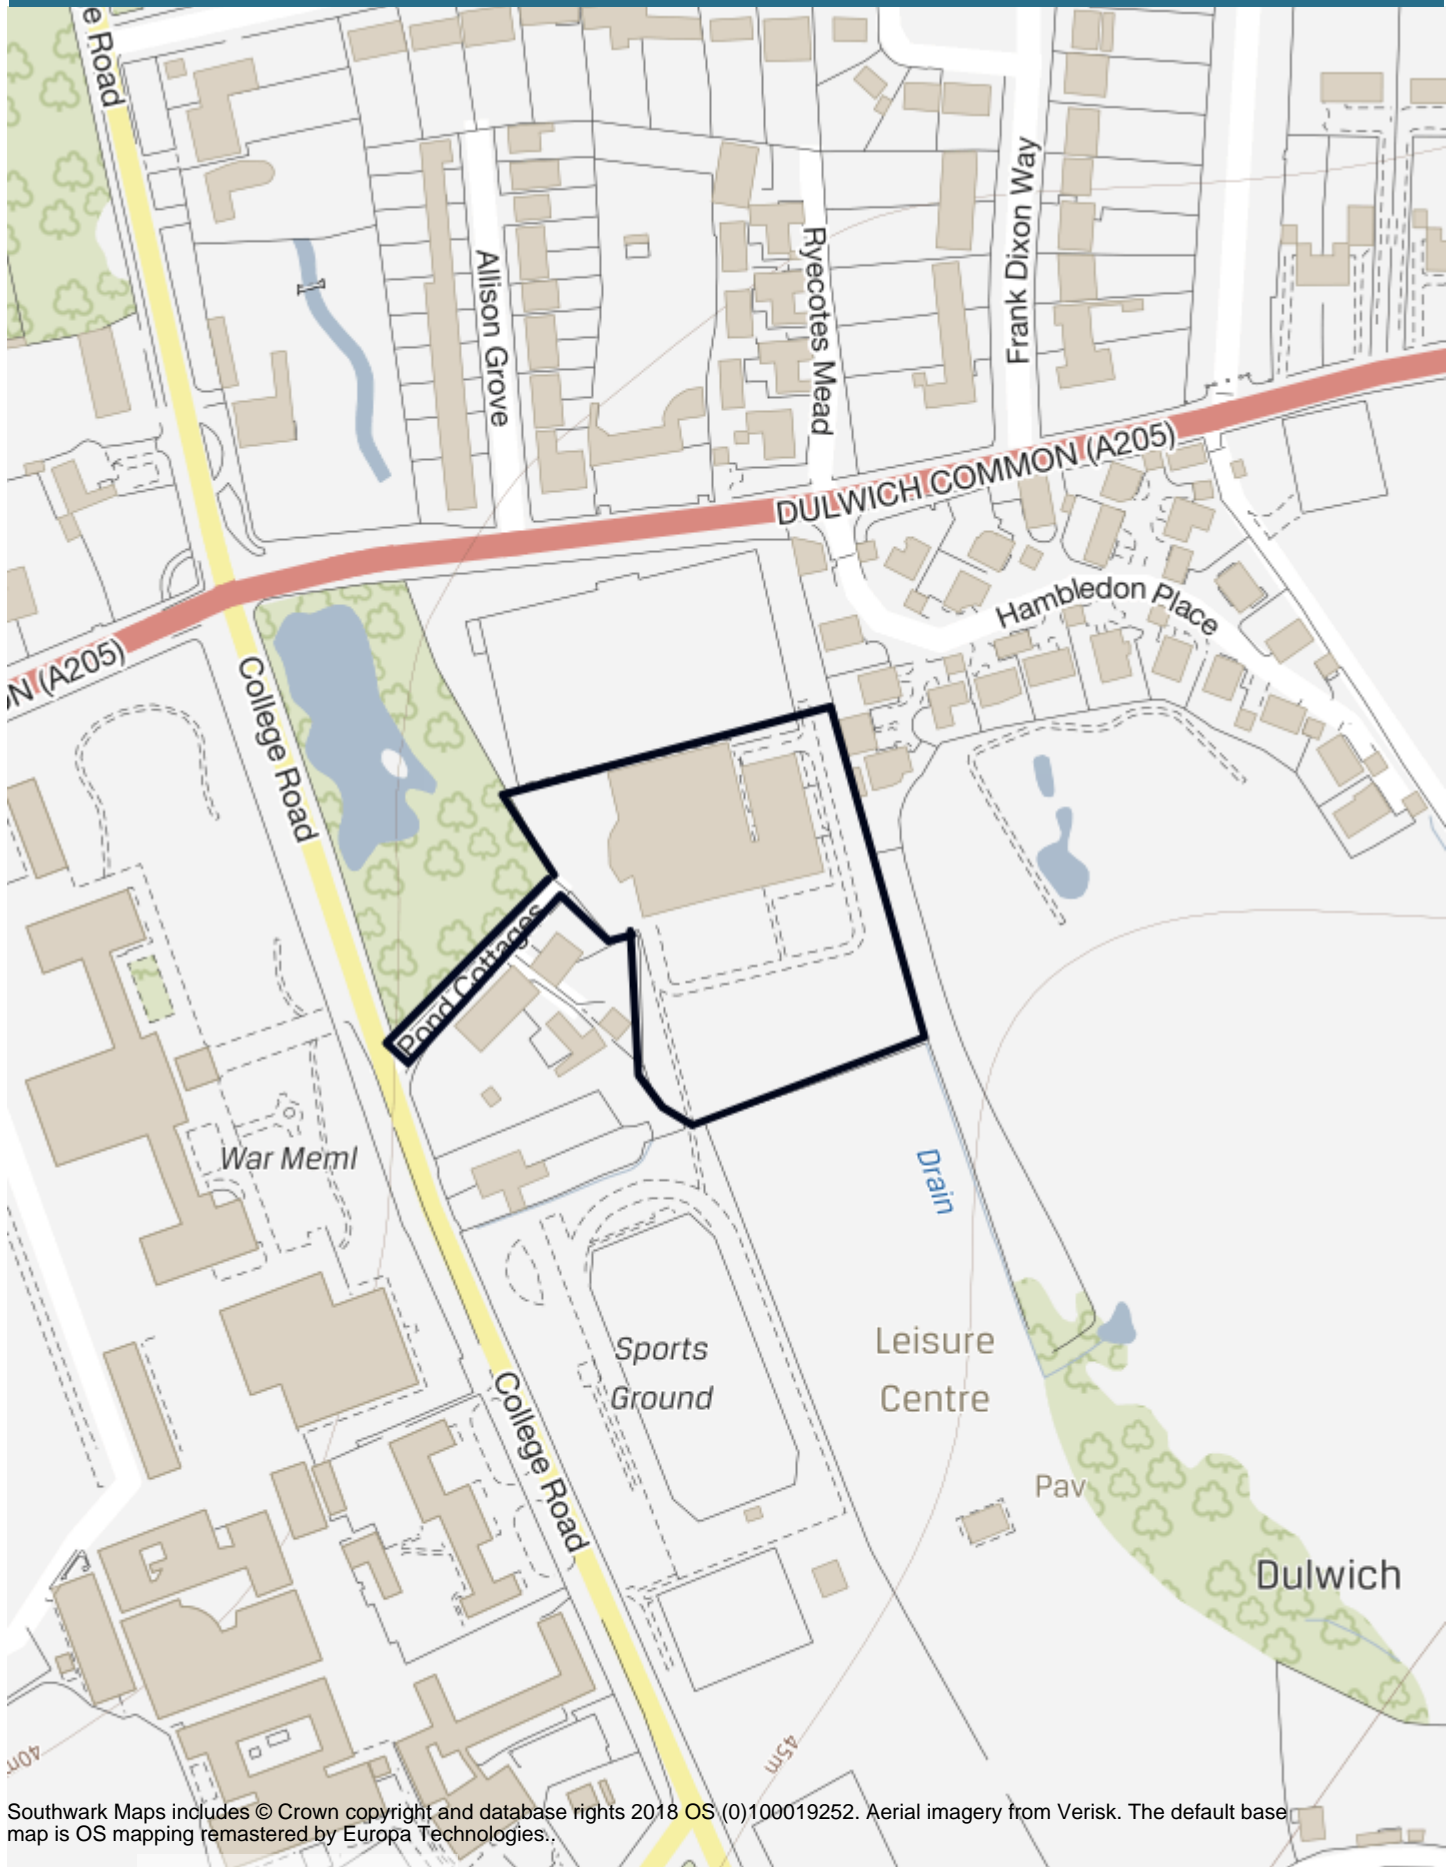 e Road
Allison Grove
Ryecotes Mead
Frank Dixon Way
DULWICH COMMON (A205)
Hambledon Place
N (A205)
College Road
Pond Cottages
War Meml
Drain
Sports
Ground
Leisure
Centre
College Road
Pav
Dulwich
40m
45m
Southwark Maps includes © Crown copyright and database rights 2018 OS (0)100019252. Aerial imagery from Verisk. The default base
map is OS mapping remastered by Europa Technologies..